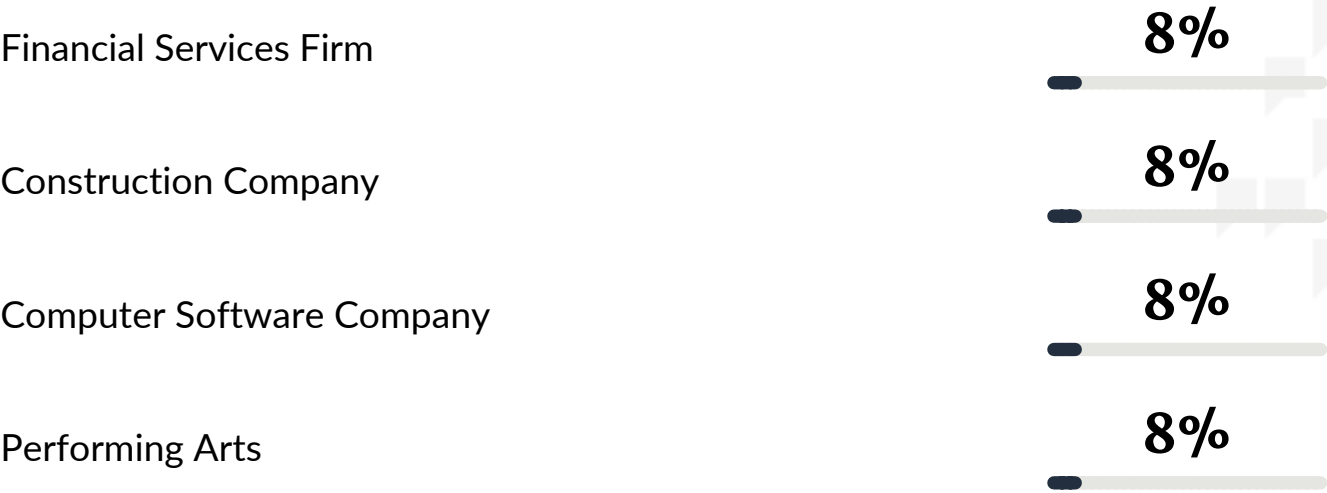 Financial Services Firm 8%
Construction Company 8%
Computer Software Company 8%
Performing Arts 8%